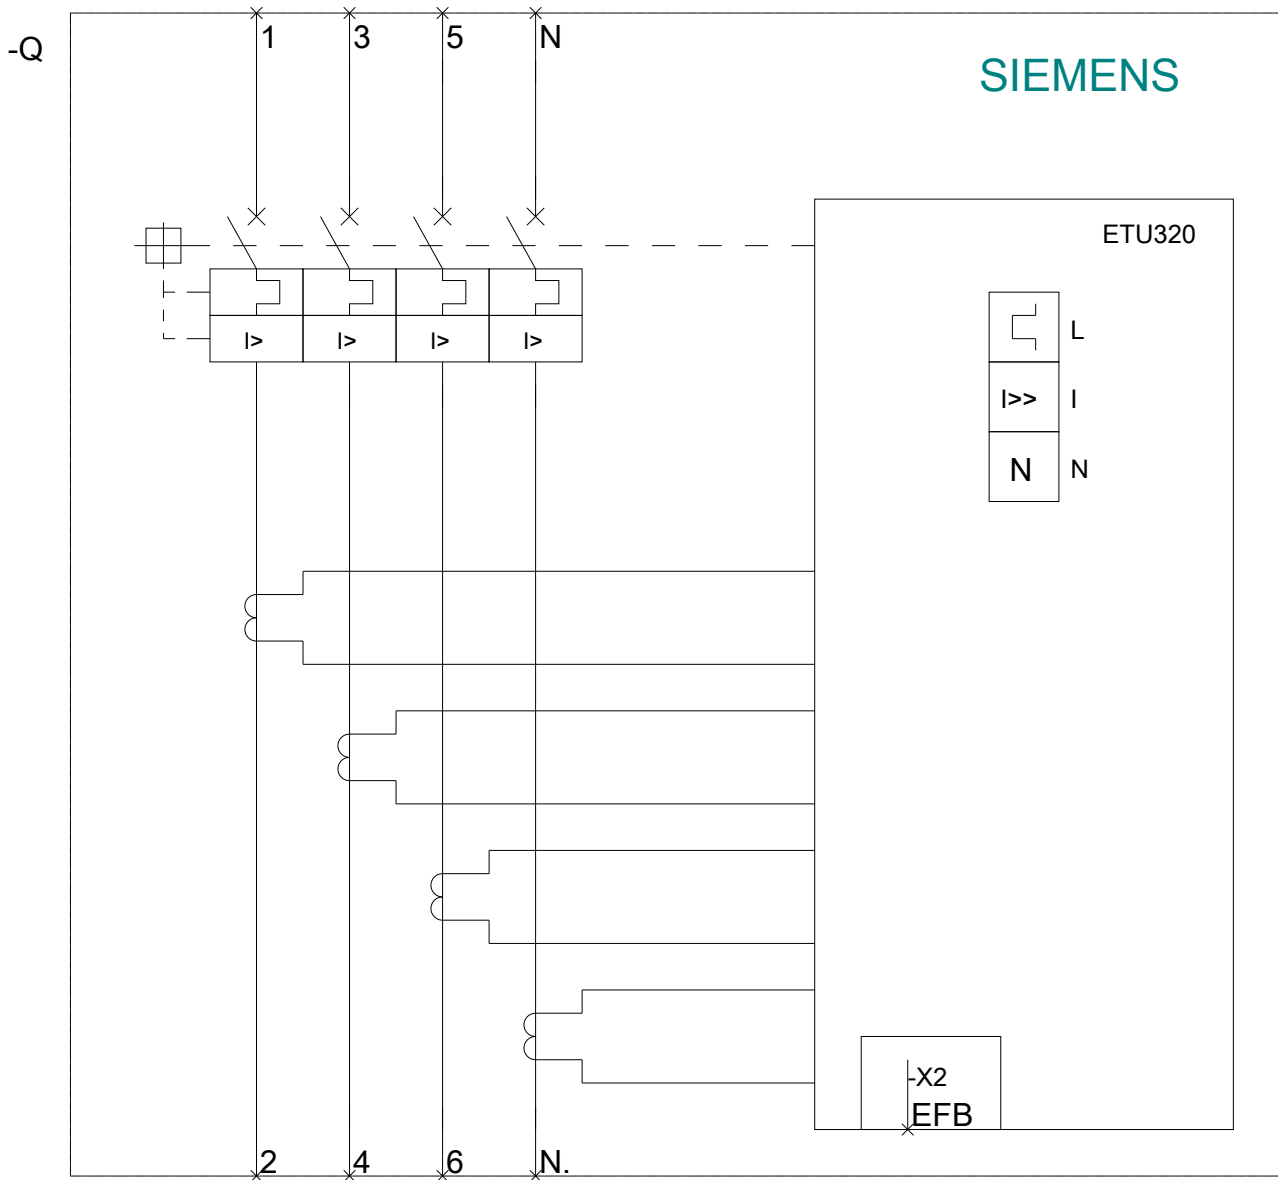 1 3 5 N
-Q
SIEMENS
ETU320
L
I> I> I> I>
I>> I
N N
-X2
EFB
2 4 6 N.